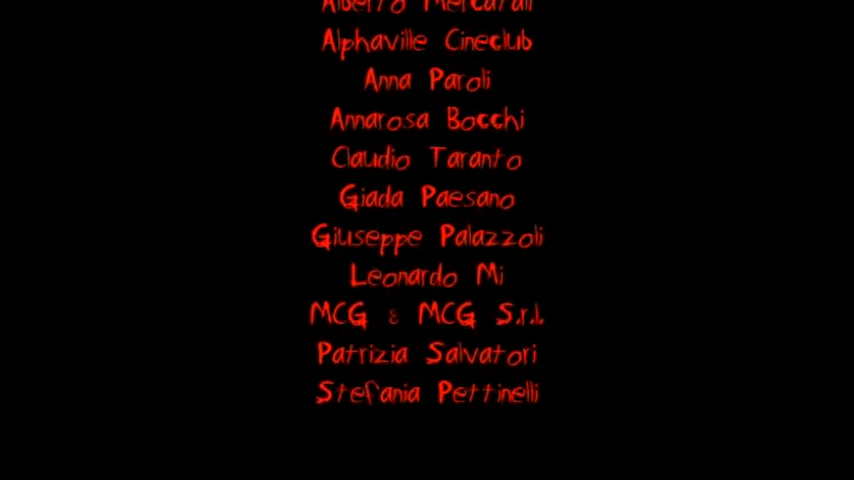 Alberto
Alphaville Cineclub
Anna Paroli
Annarosa Bocchi
Claudio Taranto
Giada Paesano
Giuseppe Palazzoli
Leonardo Mi
MCG & MCG S.r.l.
Patrizia Salvatori
Stefania Pettinelli